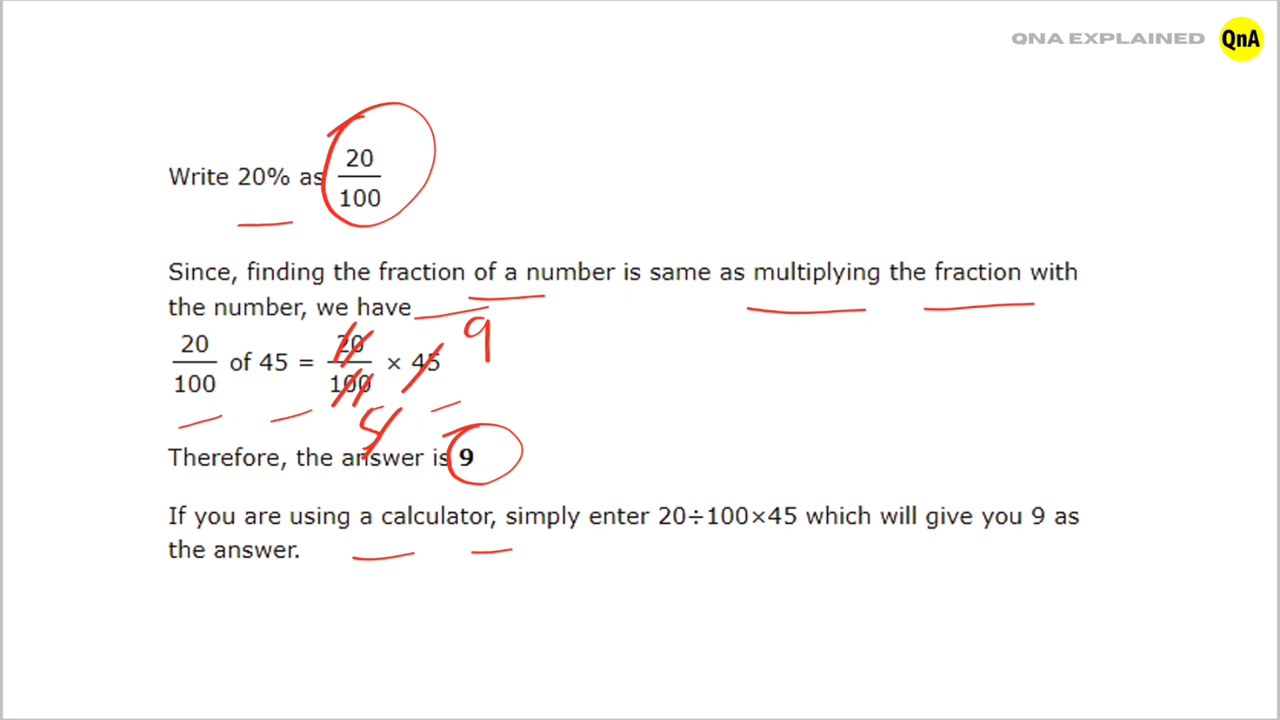 QNA EXPLAINED QnA
Write 20% as 20/100
Since, finding the fraction of a number is same as multiplying the fraction with
the number, we have
9
20/100 of 45 = 20/100 × 45
5
Therefore, the answer is 9
If you are using a calculator, simply enter 20÷100×45 which will give you 9 as
the answer.